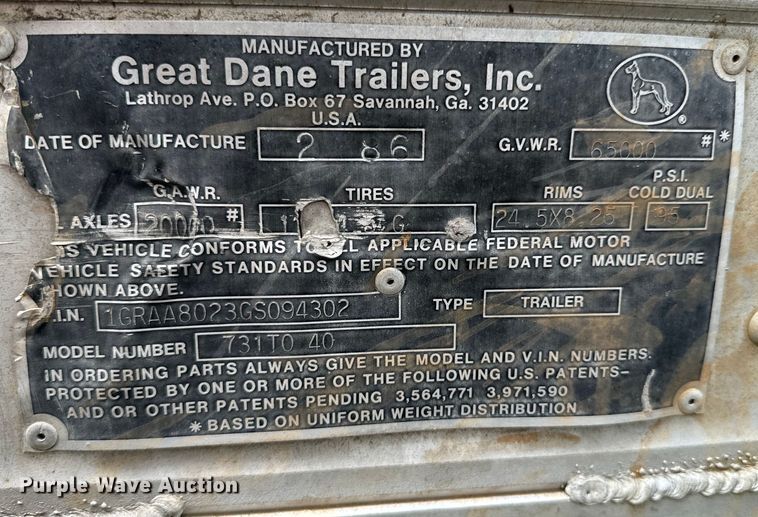 MANUFACTURED BY
Great Dane Trailers, Inc.
Lathrop Ave. P.O. Box 67 Savannah, Ga. 31402
U.S.A.
DATE OF MANUFACTURE 2 86 G.V.W.R. 65000 # *
G.A.W.R. TIRES RIMS P.S.I. COLD DUAL
AXLES 20000 # G 24.5X8.25 95
VEHICLE CONFORMS TO ALL APPLICABLE FEDERAL MOTOR
VEHICLE SAFETY STANDARDS IN EFFECT ON THE DATE OF MANUFACTURE
SHOWN ABOVE.
V.I.N. 1GRAA8023GS094302 TYPE TRAILER
MODEL NUMBER 731TO 40
IN ORDERING PARTS ALWAYS GIVE THE MODEL AND V.I.N. NUMBERS.
PROTECTED BY ONE OR MORE OF THE FOLLOWING U.S. PATENTS–
AND OR OTHER PATENTS PENDING 3,564,771 3,971,590
* BASED ON UNIFORM WEIGHT DISTRIBUTION
Purple Wave Auction